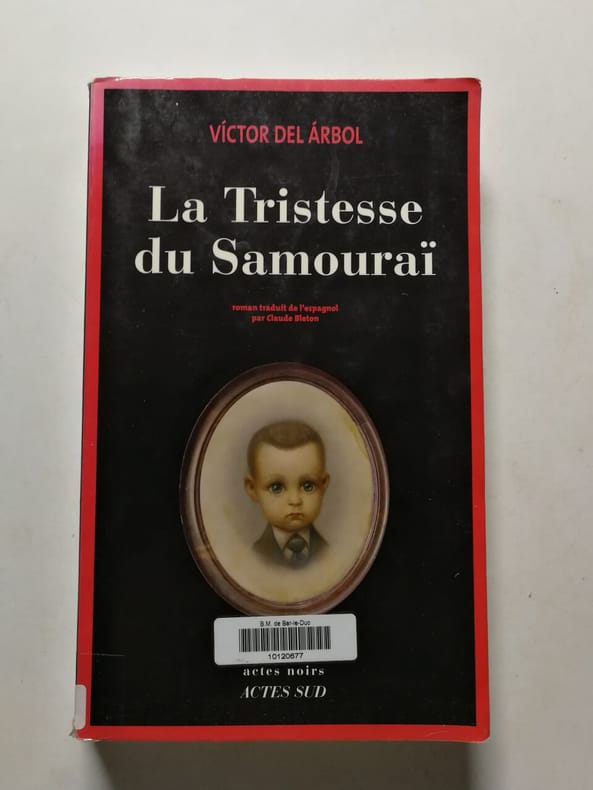 VÍCTOR DEL ÁRBOL
La Tristesse
du Samouraï
roman traduit de l'espagnol
par Claude Bleton
B.M. de Bar-le-Duc
10120677
actes noirs
ACTES SUD